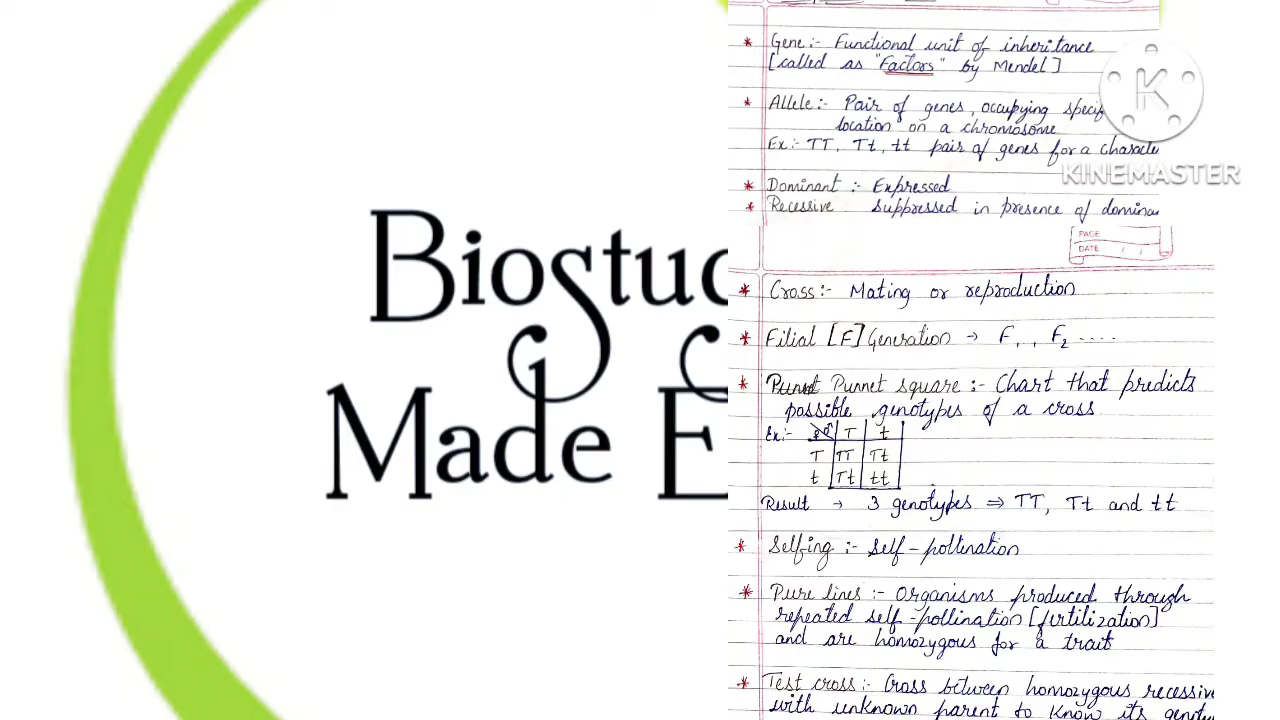 Biostud
Made E
* Gene :- Functional unit of inheritance
[called as "Factors" by Mendel]
* Allele :- Pair of genes, occupying specif
location on a chromosome
Ex :- TT, Tt, tt pair of genes for a characte
* Dominant :- Expressed
* Recessive suppressed in presence of domina
KINEMASTER
PAGE
DATE / /
* Cross :- Mating or reproduction
* Filial [F] Generation → F1, F2 ....
* Punnet square :- Chart that predicts
possible genotypes of a cross
Ex :- ♀ ♂ T t
T TT Tt
t Tt tt
Result → 3 genotypes ⇒ TT, Tt and tt
* Selfing :- Self-pollination
* Pure lines :- Organisms produced through
repeated self-pollination [fertilization]
and are homozygous for a trait
* Test cross :- Cross between homozygous recessive
with unknown parent to know its genoty